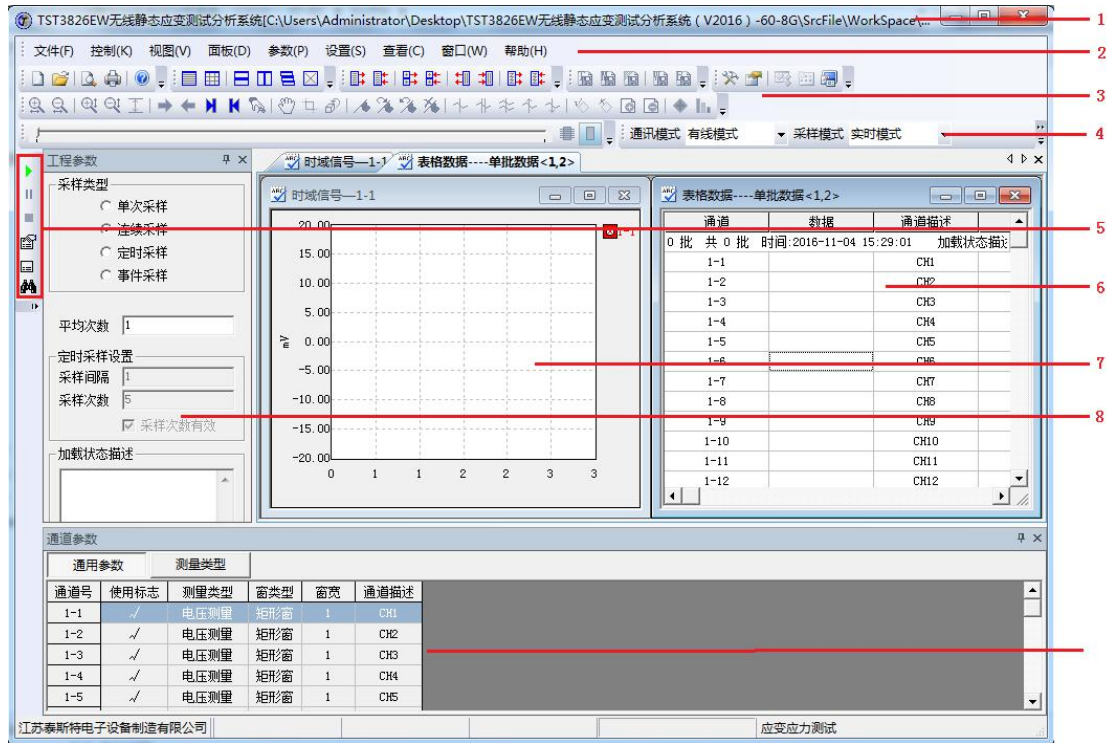 TST3826EW无线静态应变测试分析系统[C:\Users\Administrator\Desktop\TST3826EW无线静态应变测试分析系统（V2016）-60-8G\SrcFile\WorkSpace\... 1
文件(F) 控制(K) 视图(V) 面板(D) 参数(P) 设置(S) 查看(C) 窗口(W) 帮助(H) 2
3
通讯模式 有线模式 采样模式 实时模式 4
工程参数
时域信号—1-1 表格数据----单批数据<1,2>
采样类型
单次采样
连续采样 5
定时采样
事件采样
平均次数 1
定时采样设置
采样间隔 1
采样次数 5
采样次数有效 8
加载状态描述
时域信号—1-1
20.00
15.00
10.00
5.00
0.00
-5.00
-10.00
-15.00
-20.00
mV
0 1 1 2 2 3 3
1-1
7
表格数据----单批数据<1,2>
通道 数据 通道描述
0 批 共 0 批 时间:2016-11-04 15:29:01 加载状态描述
1-1 CH1
1-2 CH2 6
1-3 CH3
1-4 CH4
1-5 CH5
1-6 CH6
1-7 CH7
1-8 CH8
1-9 CH9
1-10 CH10
1-11 CH11
1-12 CH12
通道参数
通用参数 测量类型
通道号 使用标志 测量类型 窗类型 窗宽 通道描述
1-1 √ 电压测量 矩形窗 1 CH1
1-2 √ 电压测量 矩形窗 1 CH2
1-3 √ 电压测量 矩形窗 1 CH3
1-4 √ 电压测量 矩形窗 1 CH4
1-5 √ 电压测量 矩形窗 1 CH5
江苏泰斯特电子设备制造有限公司 应变应力测试